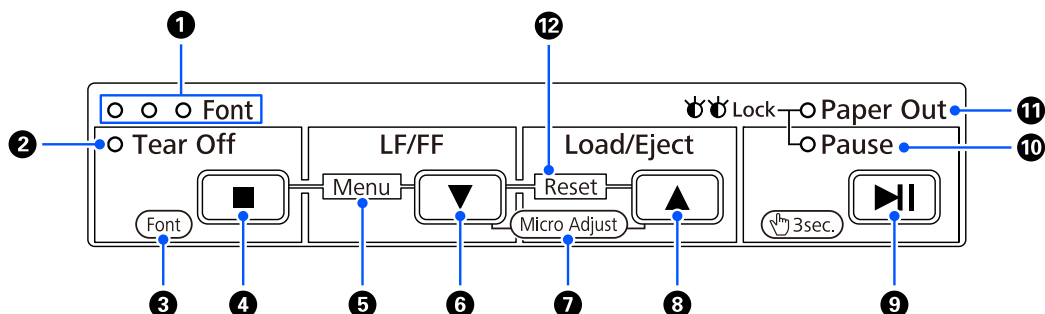 1 12
Font Lock Paper Out 11
2 Tear Off LF/FF Load/Eject Pause 10
Menu Reset
Font Micro Adjust 3sec.
3 4 5 6 7 8 9